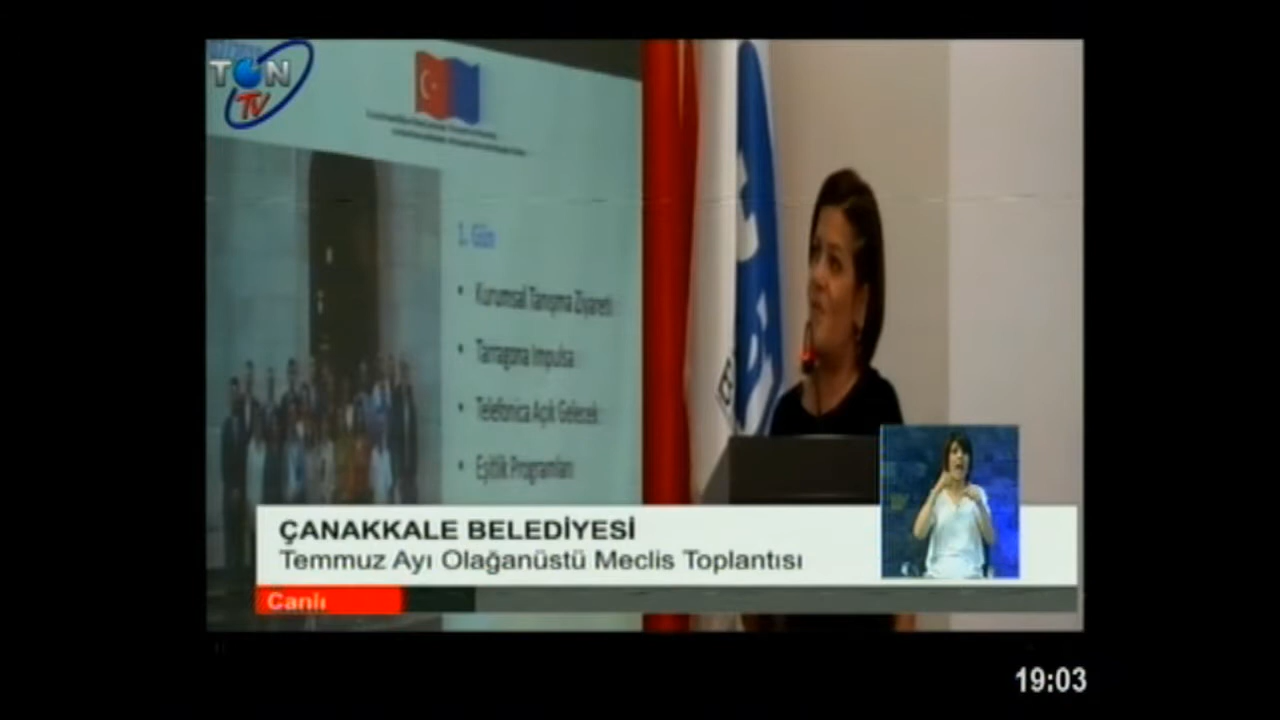 TON
TV
1. Gün
• Kurumsal Tanışma Ziyareti
• Tarragona Impulsa
• Telefonica Açık Gelecek
• Eşitlik Programları
ÇANAKKALE BELEDİYESİ
Temmuz Ayı Olağanüstü Meclis Toplantısı
Canlı
19:03